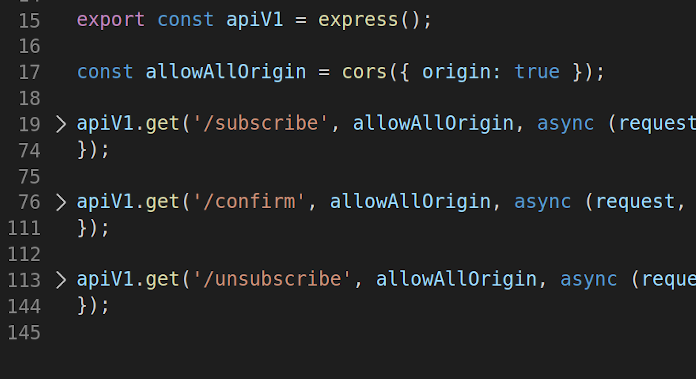 15 export const apiV1 = express();
16
17 const allowAllOrigin = cors({ origin: true });
18
19 > apiV1.get('/subscribe', allowAllOrigin, async (request
74 });
75
76 > apiV1.get('/confirm', allowAllOrigin, async (request,
111 });
112
113 > apiV1.get('/unsubscribe', allowAllOrigin, async (reque
144 });
145